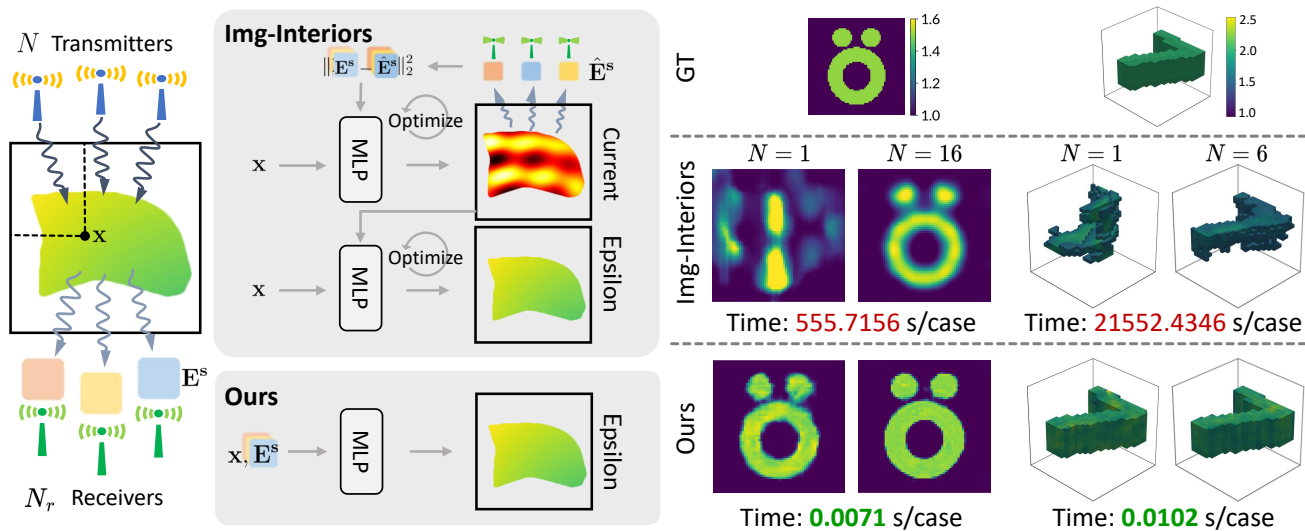 N Transmitters
x
E^s
N_r Receivers
Img-Interiors
||E^s − Ê^s||_2^2
Ê^s
x
MLP
Optimize
Current
x
MLP
Optimize
Epsilon
Ours
x, E^s
MLP
Epsilon
GT
1.6
1.4
1.2
1.0
2.5
2.0
1.5
1.0
Img-Interiors
N = 1
N = 16
N = 1
N = 6
Time: 555.7156 s/case
Time: 21552.4346 s/case
Ours
Time: 0.0071 s/case
Time: 0.0102 s/case